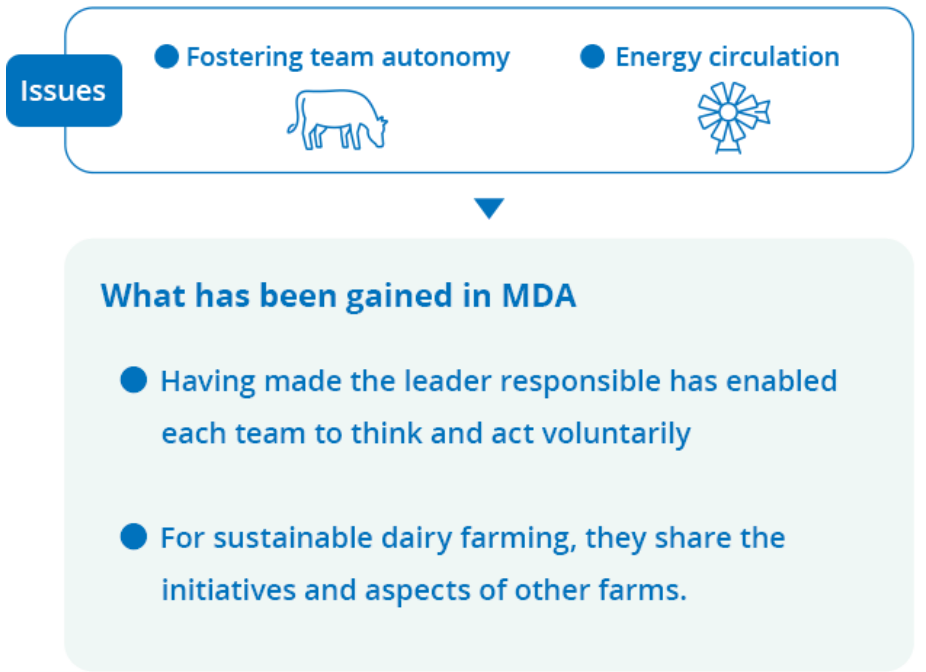 Issues
● Fostering team autonomy
● Energy circulation
What has been gained in MDA
● Having made the leader responsible has enabled
each team to think and act voluntarily
● For sustainable dairy farming, they share the
initiatives and aspects of other farms.